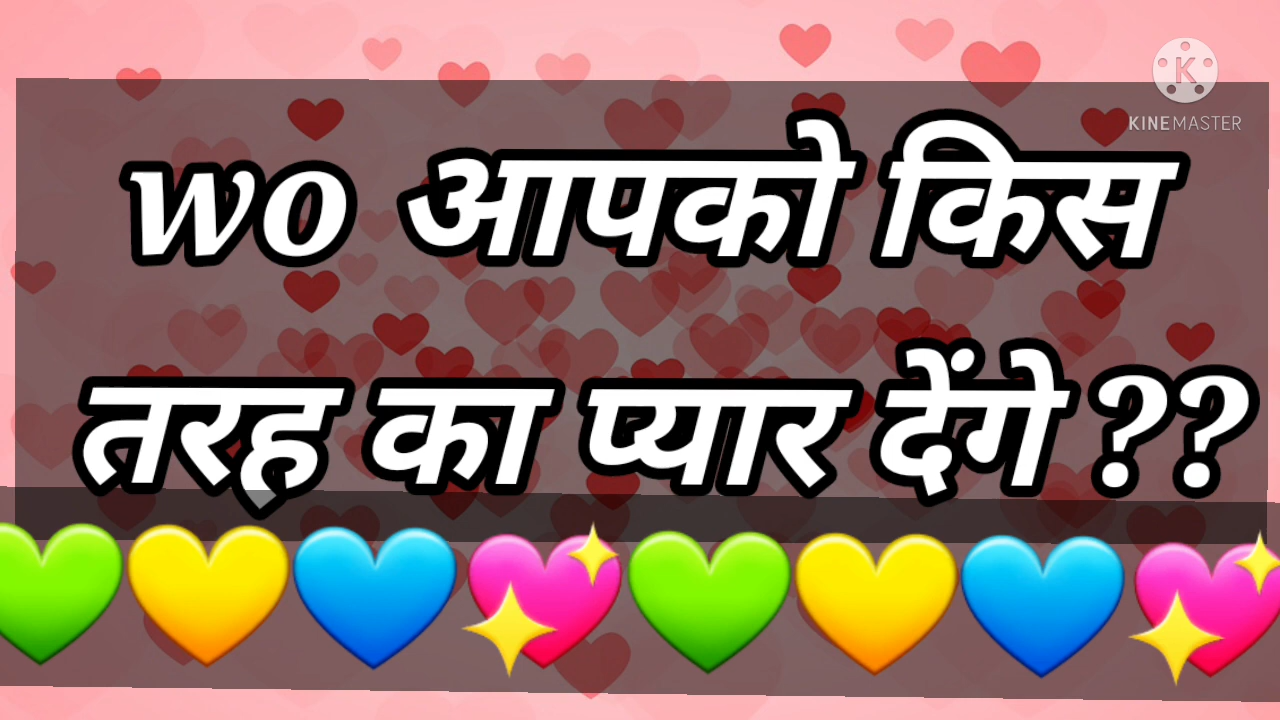 KINEMASTER
wo आपको किस
तरह का प्यार देंगे ??